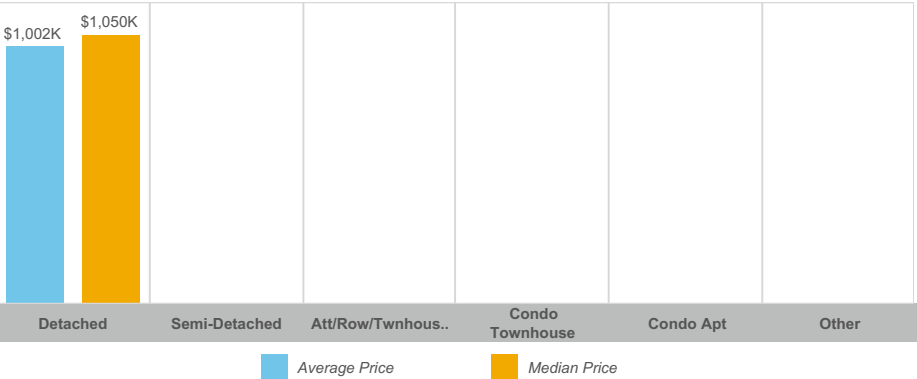 $1,002K
$1,050K
Detached
Semi-Detached
Att/Row/Twnhous..
Condo
Townhouse
Condo Apt
Other
Average Price
Median Price